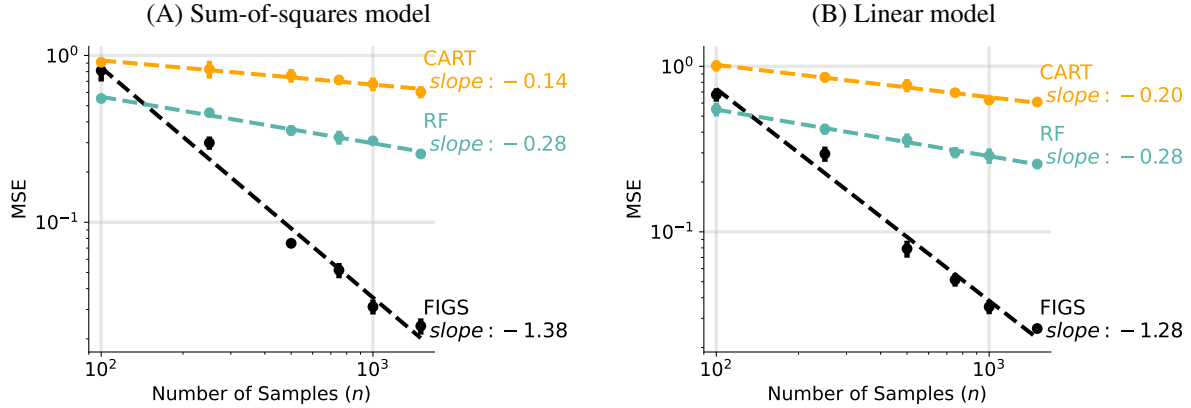 (A) Sum-of-squares model
10⁰
10⁻¹
MSE
CART
slope: −0.14
RF
slope: −0.28
FIGS
slope: −1.38
10²
10³
Number of Samples (n)
(B) Linear model
10⁰
10⁻¹
MSE
CART
slope: −0.20
RF
slope: −0.28
FIGS
slope: −1.28
10²
10³
Number of Samples (n)